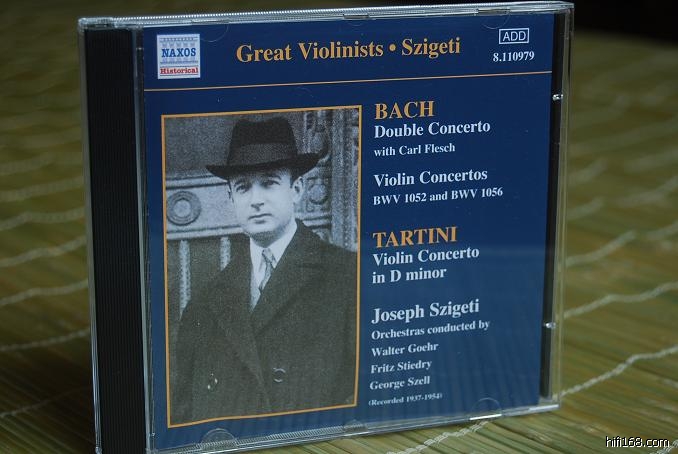 NAXOS
Historical
Great Violinists • Szigeti
ADD
8.110979
BACH
Double Concerto
with Carl Flesch
Violin Concertos
BWV 1052 and BWV 1056
TARTINI
Violin Concerto
in D minor
Joseph Szigeti
Orchestras conducted by
Walter Goehr
Fritz Stiedry
George Szell
(Recorded 1937-1954)
hifi168.com